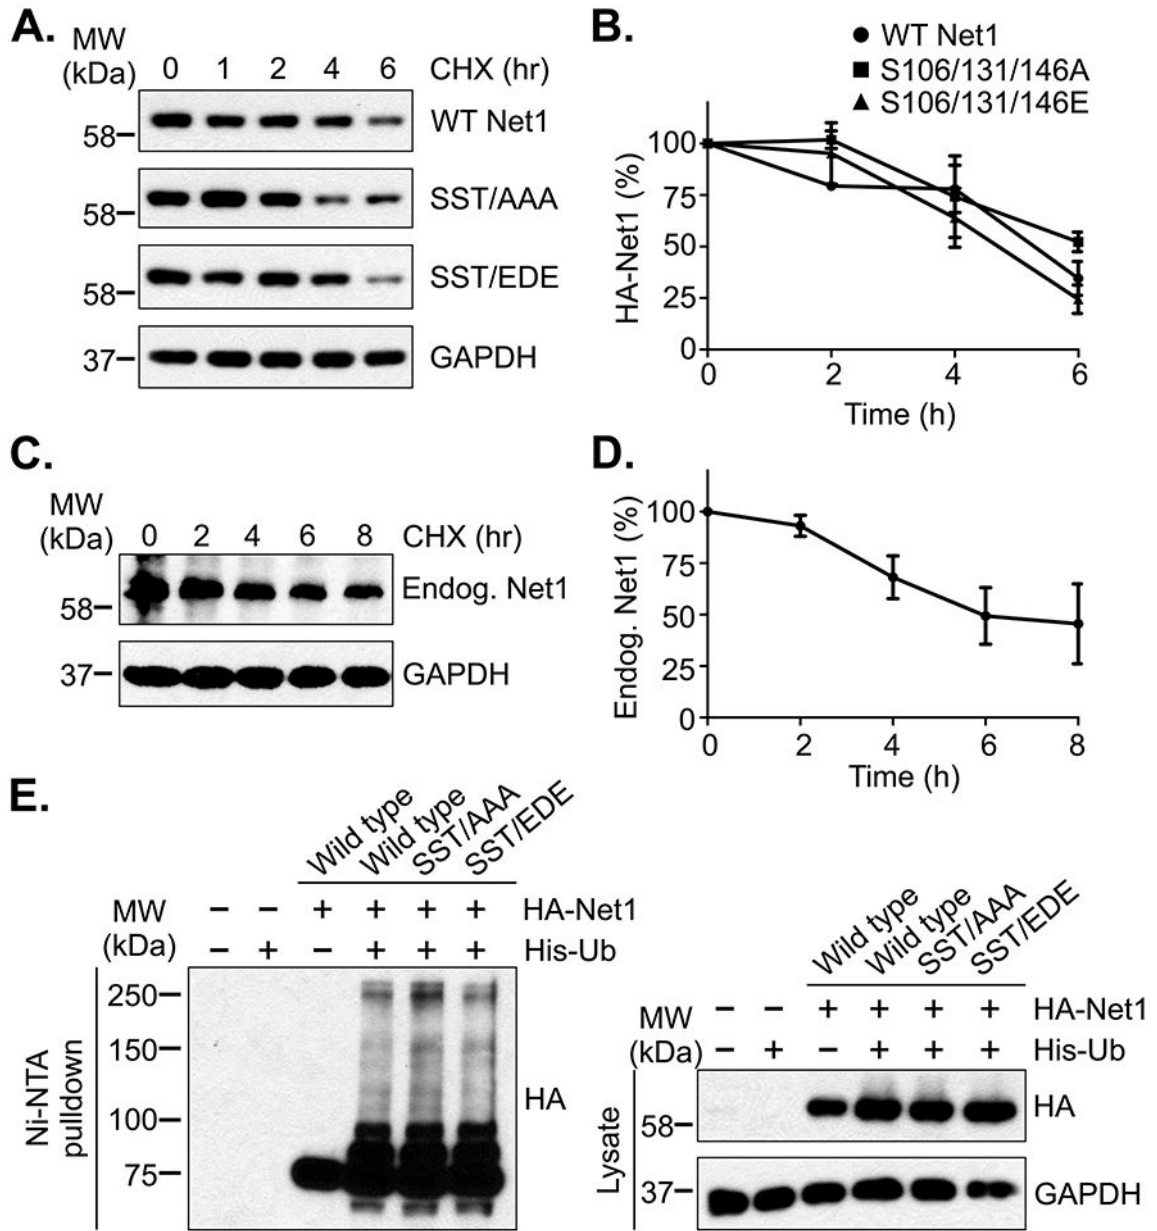 A.
MW
(kDa)
0 1 2 4 6 CHX (hr)
58 WT Net1
58 SST/AAA
58 SST/EDE
37 GAPDH
B.
WT Net1
S106/131/146A
S106/131/146E
HA-Net1 (%)
100
75
50
25
0
0 2 4 6
Time (h)
C.
MW
(kDa)
0 2 4 6 8 CHX (hr)
58 Endog. Net1
37 GAPDH
D.
Endog. Net1 (%)
100
75
50
25
0
0 2 4 6 8
Time (h)
E.
Wild type
Wild type
SST/AAA
SST/EDE
MW
(kDa)
− − + + + + HA-Net1
− + − + + + His-Ub
Ni-NTA
pulldown
250
150
100
75
HA
Wild type
Wild type
SST/AAA
SST/EDE
MW
(kDa)
− − + + + + HA-Net1
− + − + + + His-Ub
Lysate
58 HA
37 GAPDH